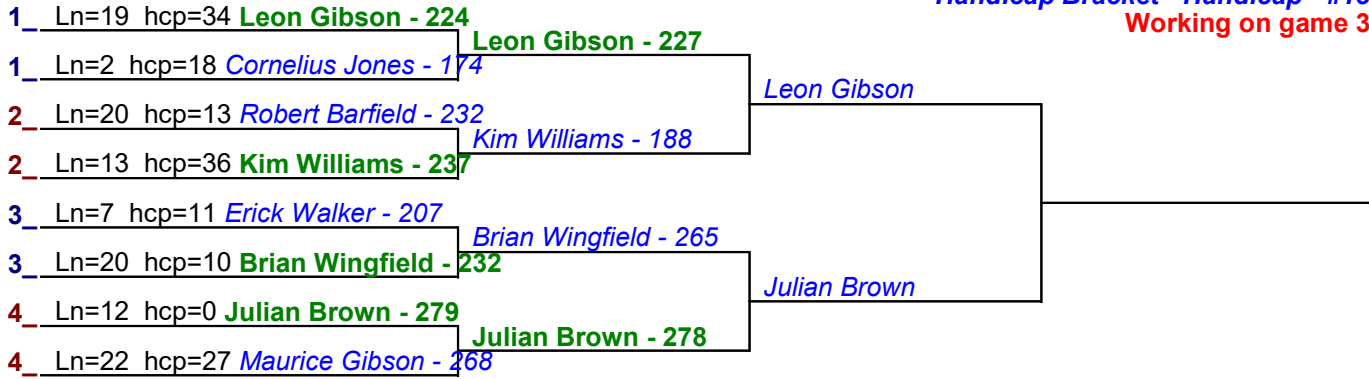 Handicap Bracket - Handicap
Working on game 3
1_ Ln=19 hcp=34 Leon Gibson - 224
Leon Gibson - 227
1_ Ln=2 hcp=18 Cornelius Jones - 174
Leon Gibson
2_ Ln=20 hcp=13 Robert Barfield - 232
Kim Williams - 188
2_ Ln=13 hcp=36 Kim Williams - 237
3_ Ln=7 hcp=11 Erick Walker - 207
Brian Wingfield - 265
3_ Ln=20 hcp=10 Brian Wingfield - 232
Julian Brown
4_ Ln=12 hcp=0 Julian Brown - 279
Julian Brown - 278
4_ Ln=22 hcp=27 Maurice Gibson - 268